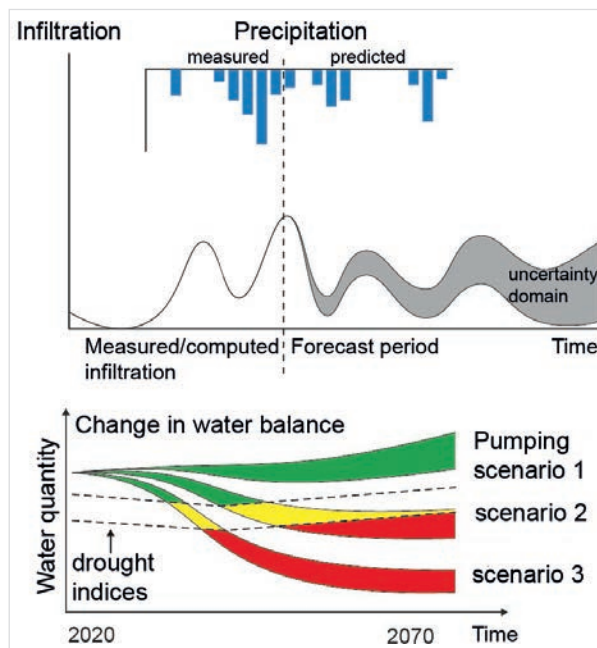 Infiltration
Precipitation
measured
predicted
uncertainty
domain
Measured/computed
infiltration
Forecast period
Time
Change in water balance
Water quantity
Pumping
scenario 1
scenario 2
scenario 3
drought
indices
2020
2070
Time